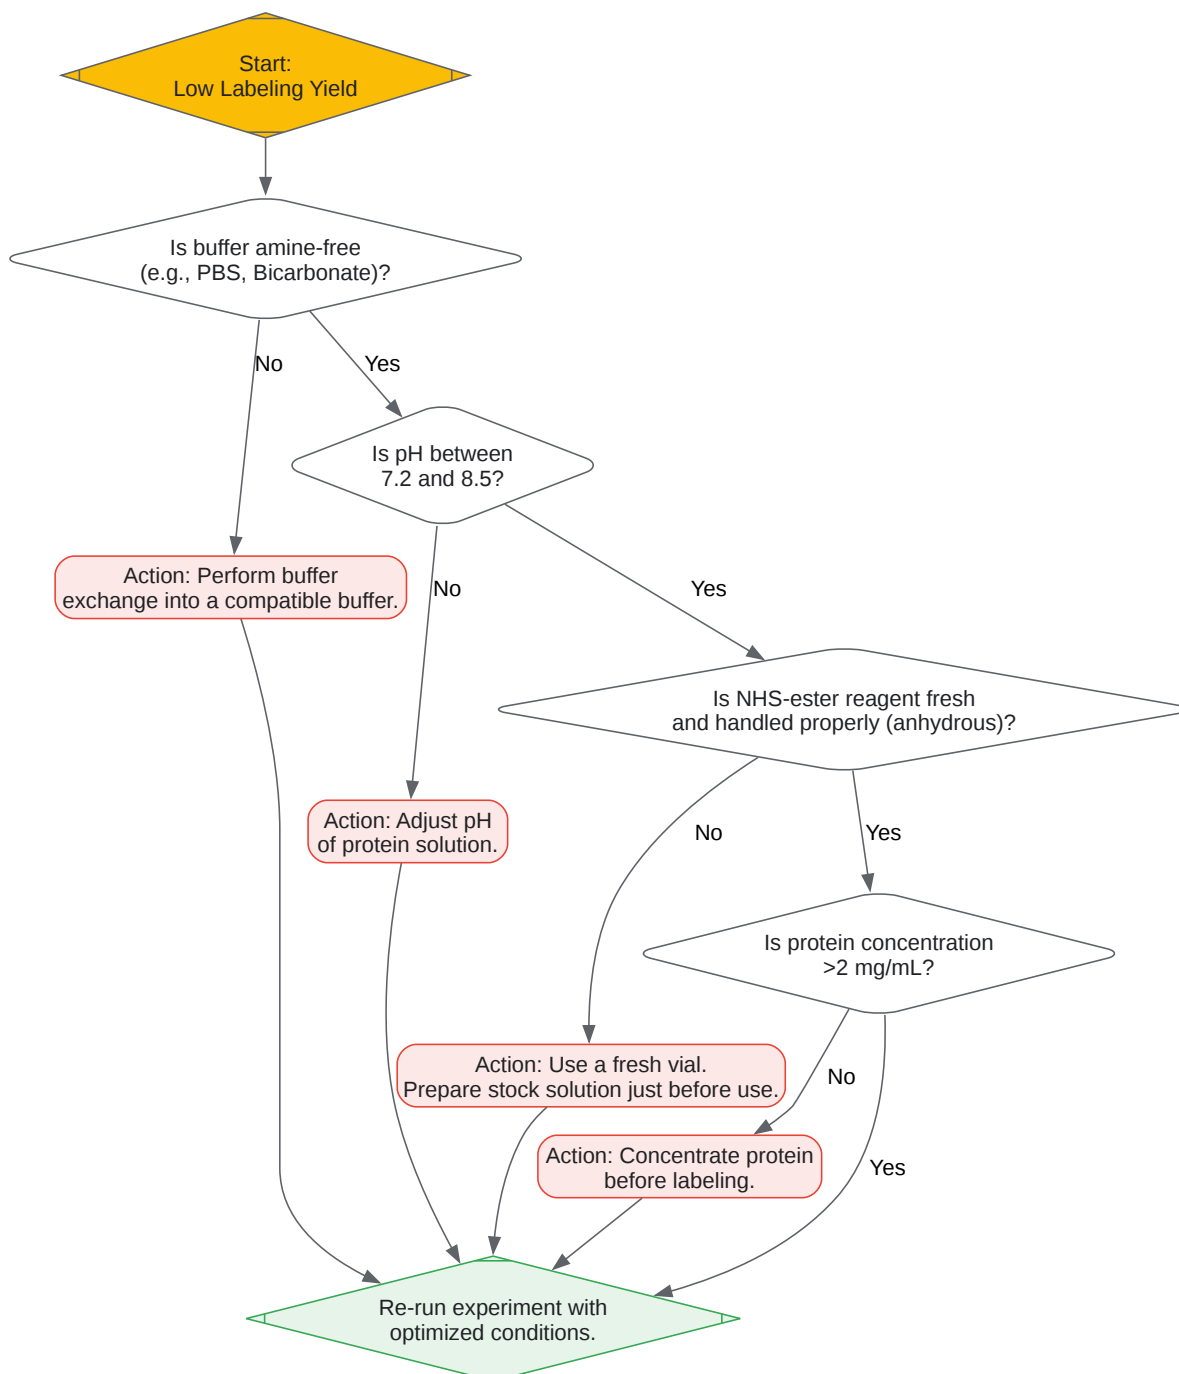 Start:
Low Labeling Yield
Is buffer amine-free
(e.g., PBS, Bicarbonate)?
No
Yes
Is pH between
7.2 and 8.5?
Action: Perform buffer
exchange into a compatible buffer.
No
Yes
Is NHS-ester reagent fresh
and handled properly (anhydrous)?
Action: Adjust pH
of protein solution.
No
Yes
Is protein concentration
>2 mg/mL?
Action: Use a fresh vial.
Prepare stock solution just before use.
No
Action: Concentrate protein
before labeling.
Yes
Re-run experiment with
optimized conditions.